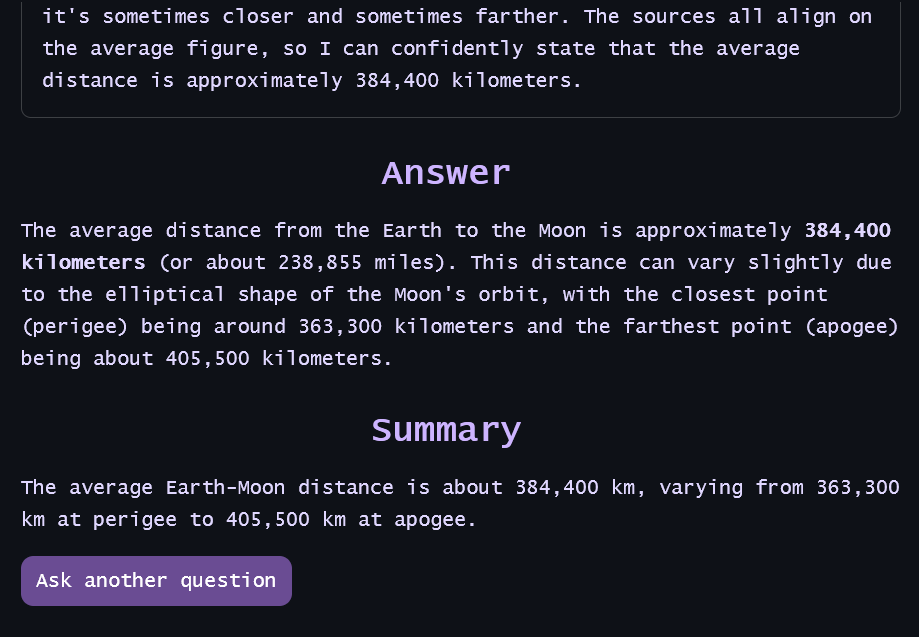 it's sometimes closer and sometimes farther. The sources all align on
the average figure, so I can confidently state that the average
distance is approximately 384,400 kilometers.
Answer
The average distance from the Earth to the Moon is approximately 384,400
kilometers (or about 238,855 miles). This distance can vary slightly due
to the elliptical shape of the Moon's orbit, with the closest point
(perigee) being around 363,300 kilometers and the farthest point (apogee)
being about 405,500 kilometers.
Summary
The average Earth-Moon distance is about 384,400 km, varying from 363,300
km at perigee to 405,500 km at apogee.
Ask another question